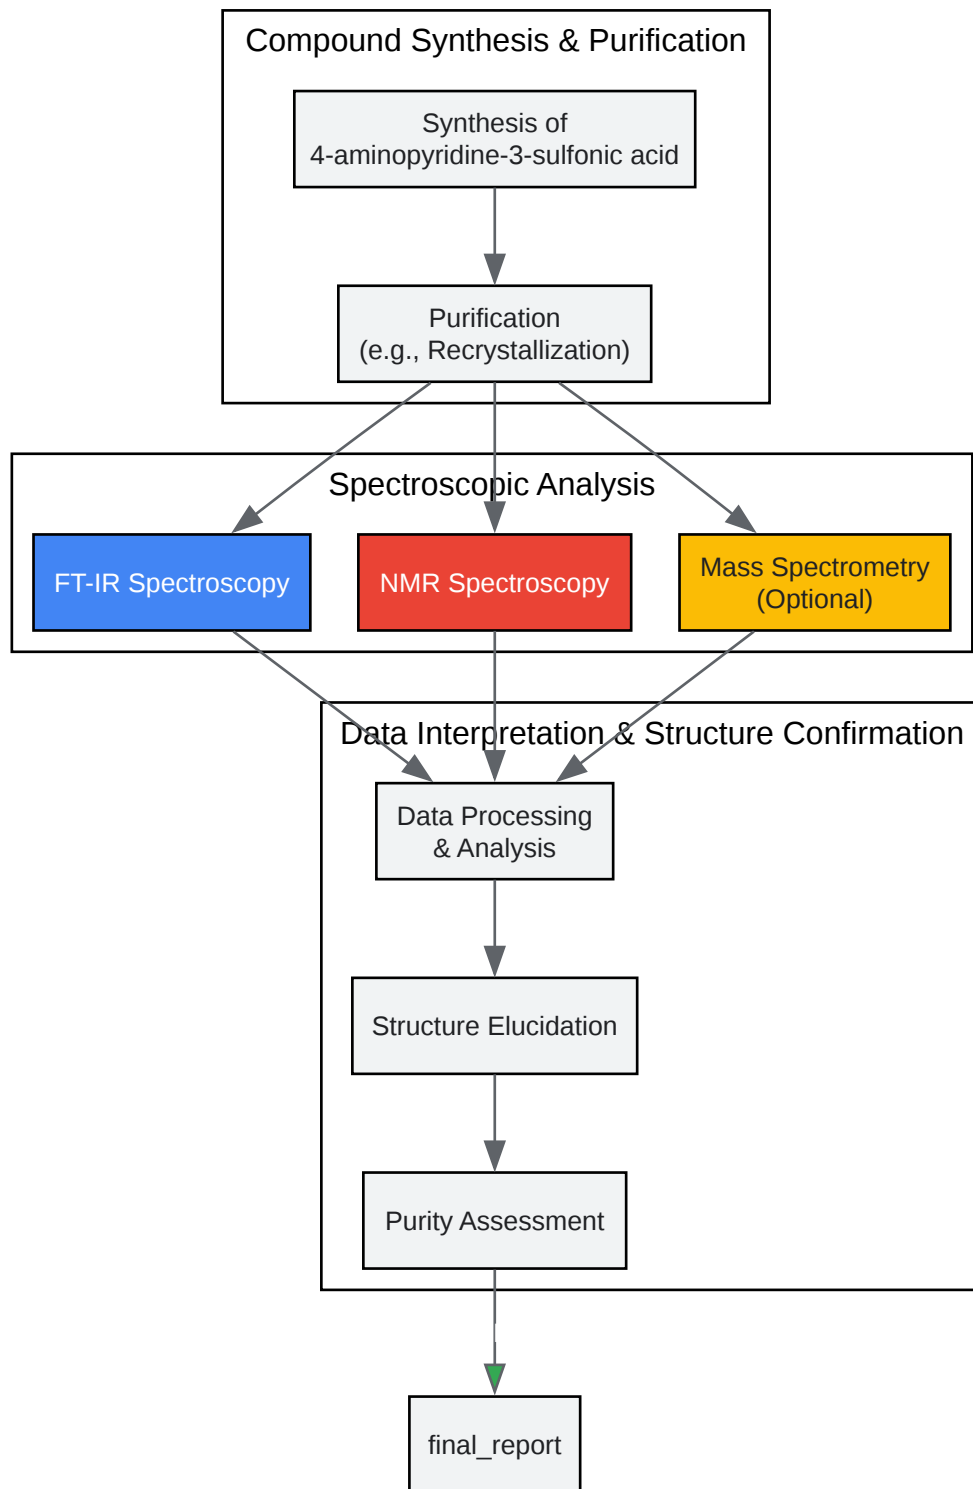 Compound Synthesis & Purification
Synthesis of
4-aminopyridine-3-sulfonic acid
Purification
(e.g., Recrystallization)
Spectroscopic Analysis
FT-IR Spectroscopy
NMR Spectroscopy
Mass Spectrometry
(Optional)
Data Interpretation & Structure Confirmation
Data Processing
& Analysis
Structure Elucidation
Purity Assessment
final_report